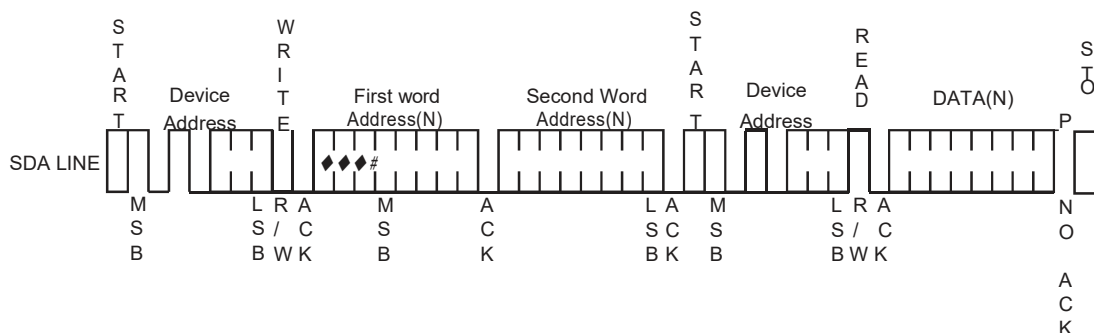 START
WRITE
START
READ
STOP
Device
Address
First word
Address(N)
Second Word
Address(N)
Device
Address
DATA(N)
SDA LINE
♦♦♦#
MSB
LSB
R/W
ACK
MSB
ACK
LSB
ACK
MSB
LSB
R/W
ACK
NO ACK